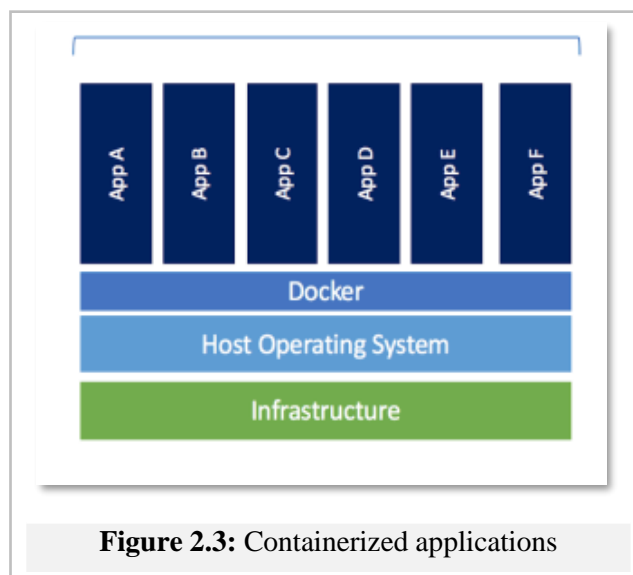 App A
App B
App C
App D
App E
App F
Docker
Host Operating System
Infrastructure
Figure 2.3: Containerized applications